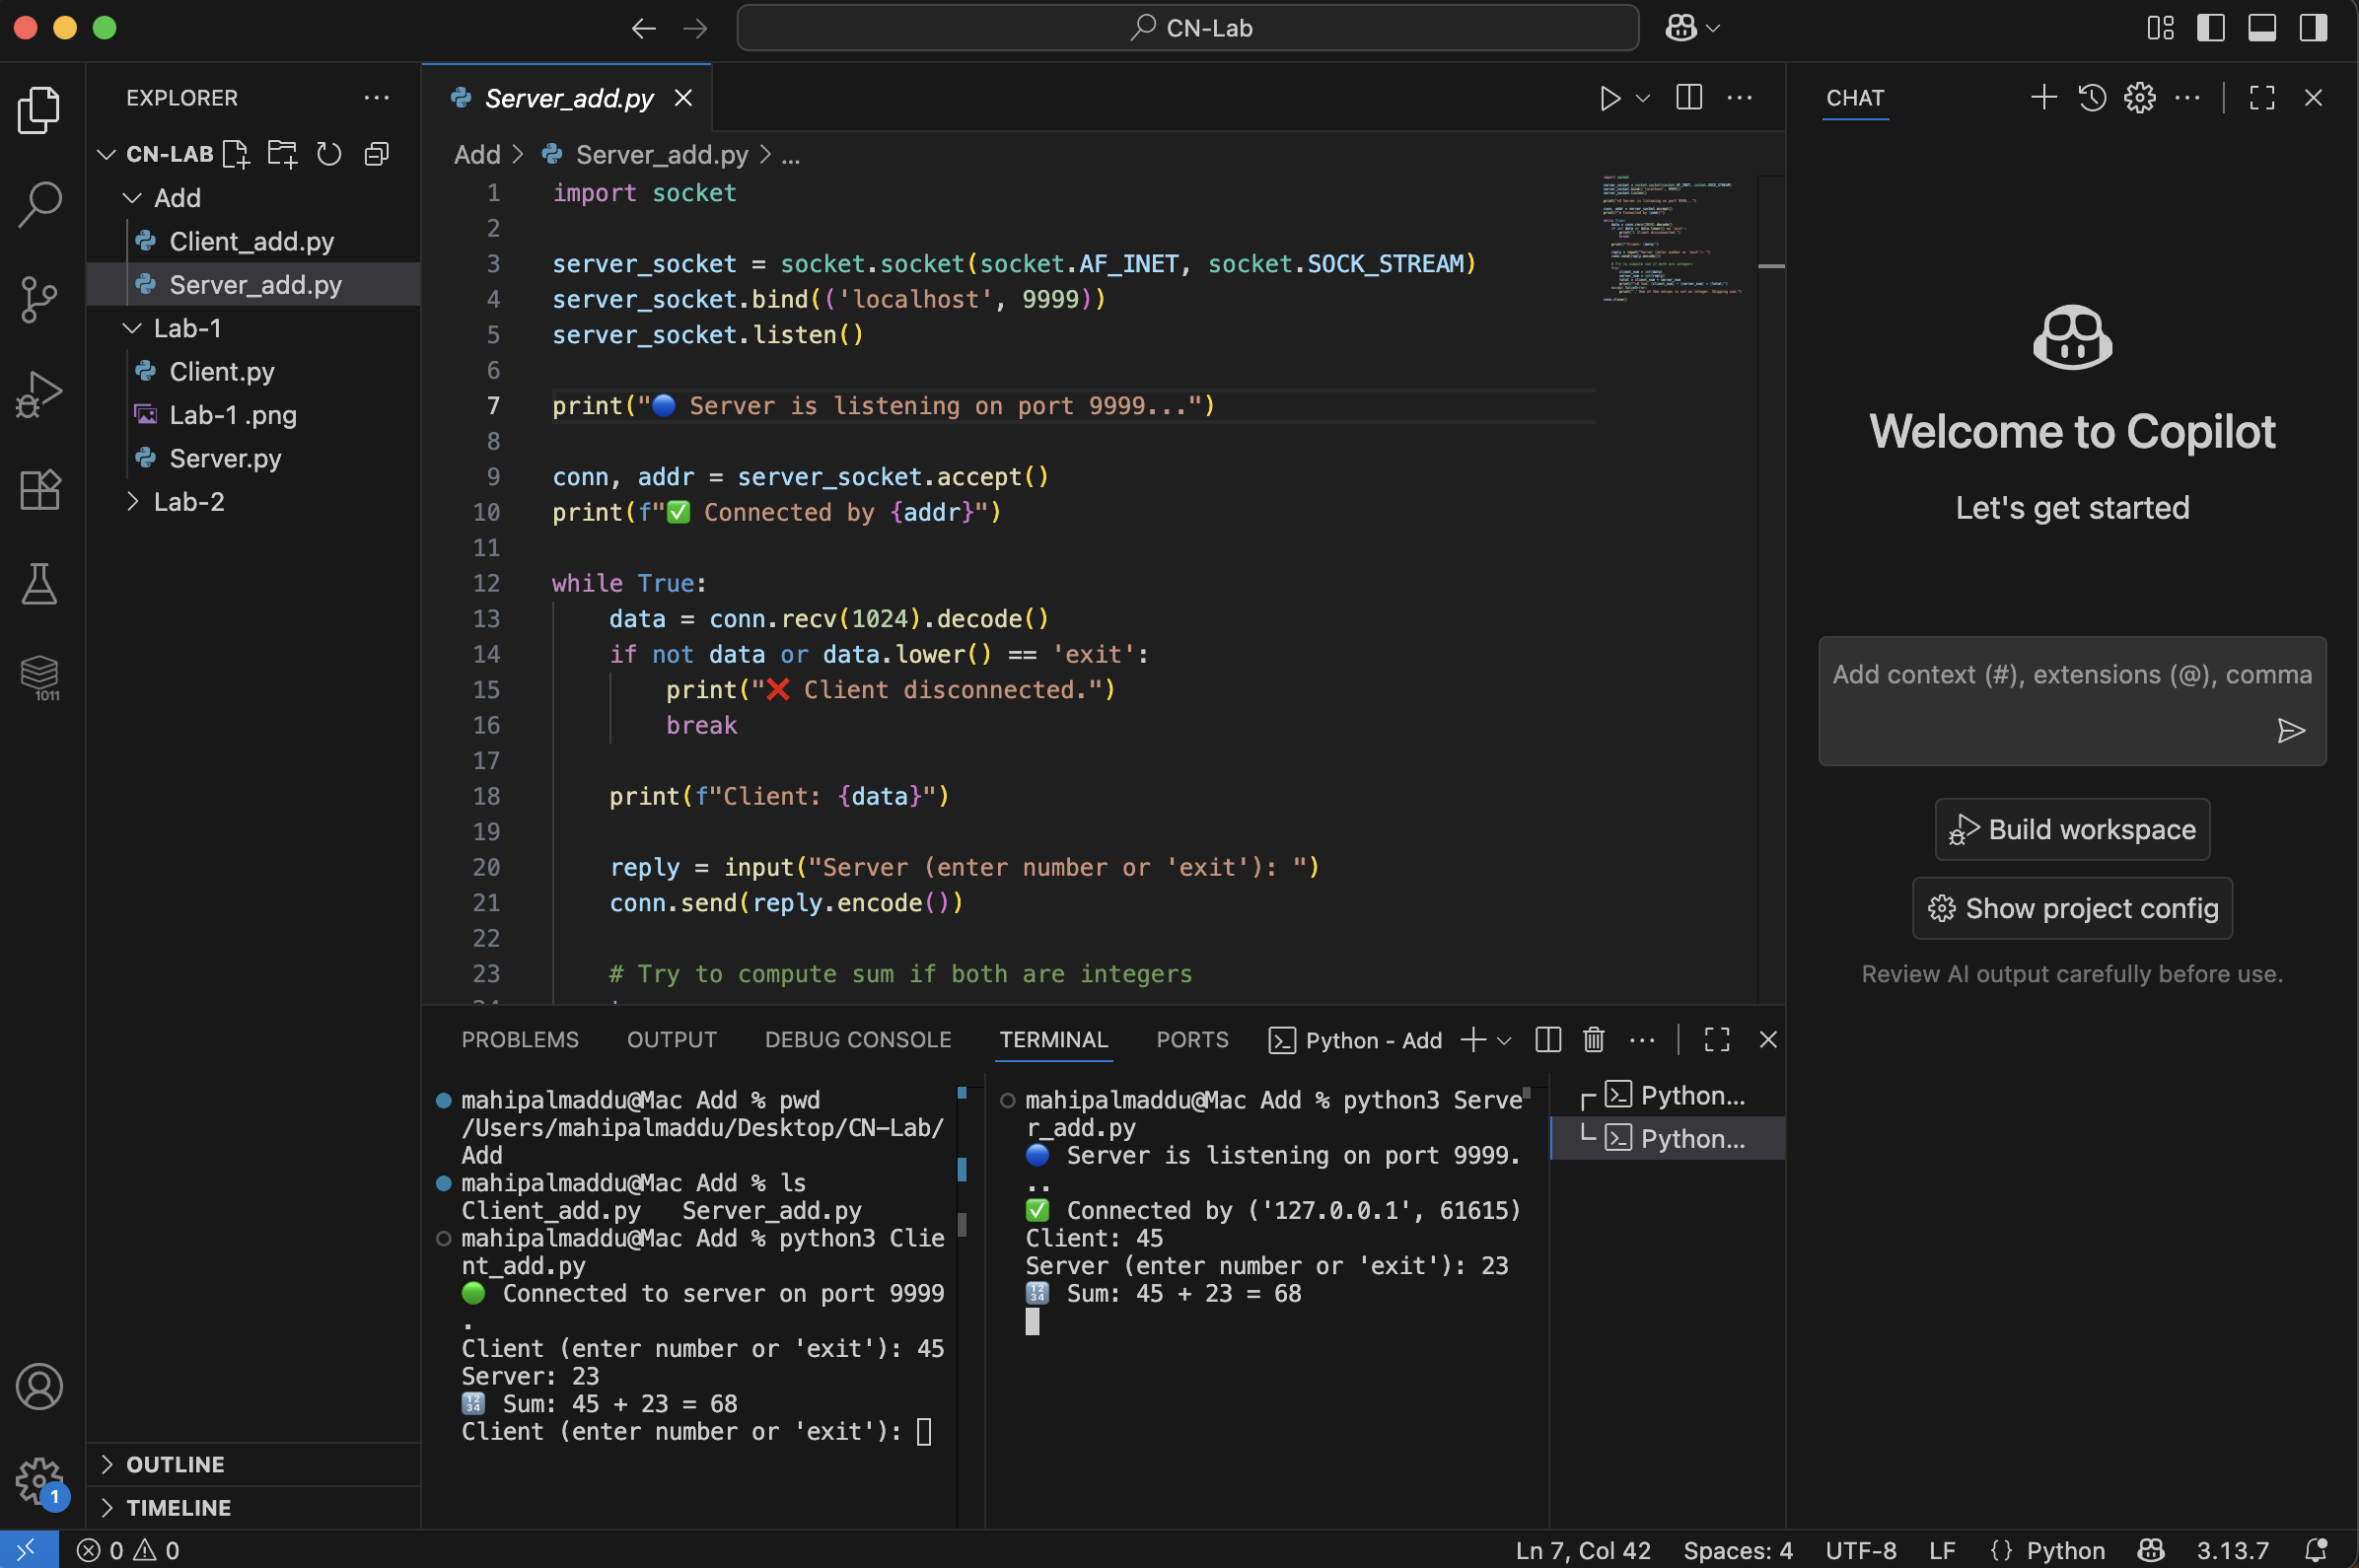 CN-Lab
EXPLORER
CN-LAB
Add
Client_add.py
Server_add.py
Lab-1
Client.py
Lab-1 .png
Server.py
Lab-2
OUTLINE
TIMELINE
1011
1
Server_add.py
Add > Server_add.py > ...
1 import socket
2
3 server_socket = socket.socket(socket.AF_INET, socket.SOCK_STREAM)
4 server_socket.bind(('localhost', 9999))
5 server_socket.listen()
6
7 print("🔵 Server is listening on port 9999...")
8
9 conn, addr = server_socket.accept()
10 print(f"✅ Connected by {addr}")
11
12 while True:
13     data = conn.recv(1024).decode()
14     if not data or data.lower() == 'exit':
15         print("❌ Client disconnected.")
16         break
17
18     print(f"Client: {data}")
19
20     reply = input("Server (enter number or 'exit'): ")
21     conn.send(reply.encode())
22
23     # Try to compute sum if both are integers
PROBLEMS OUTPUT DEBUG CONSOLE TERMINAL PORTS Python - Add
mahipalmaddu@Mac Add % pwd
/Users/mahipalmaddu/Desktop/CN-Lab/
Add
mahipalmaddu@Mac Add % ls
Client_add.py   Server_add.py
mahipalmaddu@Mac Add % python3 Clie
nt_add.py
🟢 Connected to server on port 9999
.
Client (enter number or 'exit'): 45
Server: 23
🔢 Sum: 45 + 23 = 68
Client (enter number or 'exit'):
mahipalmaddu@Mac Add % python3 Serve
r_add.py
🔵 Server is listening on port 9999.
..
✅ Connected by ('127.0.0.1', 61615)
Client: 45
Server (enter number or 'exit'): 23
🔢 Sum: 45 + 23 = 68
Python...
Python...
CHAT
Welcome to Copilot
Let's get started
Add context (#), extensions (@), comma
Build workspace
Show project config
Review AI output carefully before use.
0 0
Ln 7, Col 42 Spaces: 4 UTF-8 LF {} Python 3.13.7